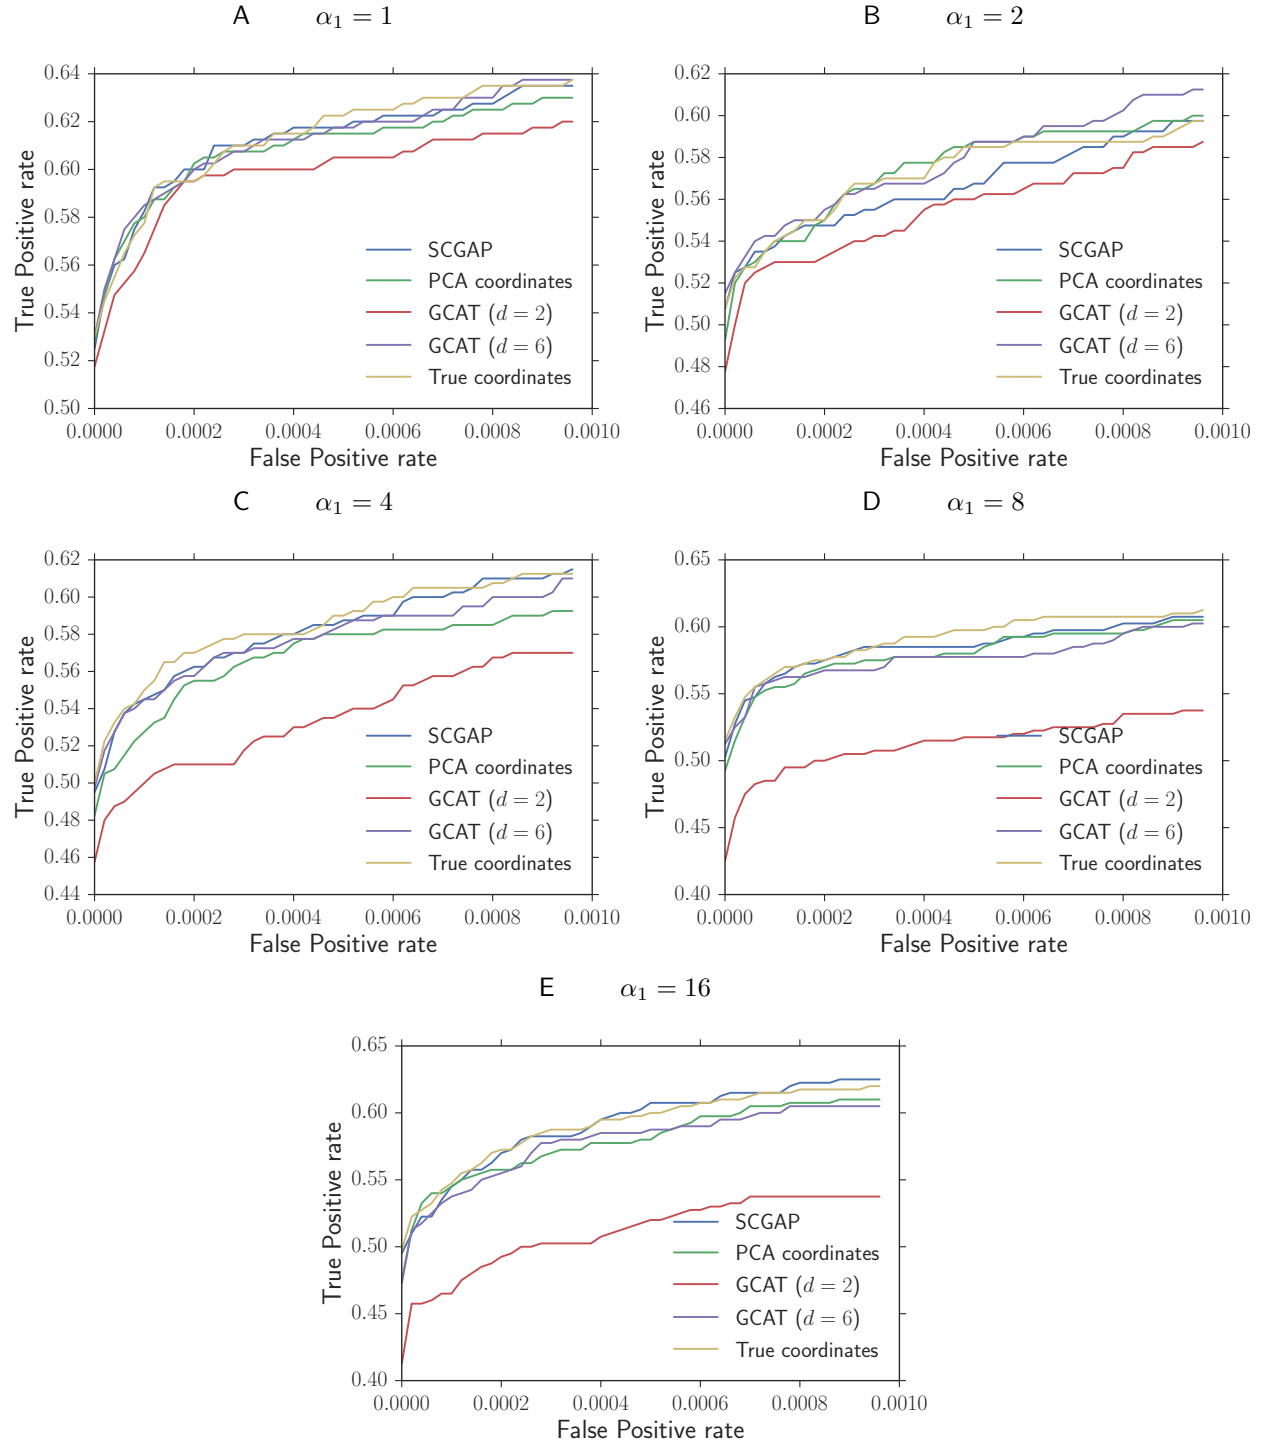 A α₁ = 1
0.64
0.62
0.60
0.58
0.56
0.54
0.52
0.50
True Positive rate
SCGAP
PCA coordinates
GCAT (d = 2)
GCAT (d = 6)
True coordinates
0.0000 0.0002 0.0004 0.0006 0.0008 0.0010
False Positive rate
B α₁ = 2
0.62
0.60
0.58
0.56
0.54
0.52
0.50
0.48
0.46
True Positive rate
SCGAP
PCA coordinates
GCAT (d = 2)
GCAT (d = 6)
True coordinates
0.0000 0.0002 0.0004 0.0006 0.0008 0.0010
False Positive rate
C α₁ = 4
0.62
0.60
0.58
0.56
0.54
0.52
0.50
0.48
0.46
0.44
True Positive rate
SCGAP
PCA coordinates
GCAT (d = 2)
GCAT (d = 6)
True coordinates
0.0000 0.0002 0.0004 0.0006 0.0008 0.0010
False Positive rate
D α₁ = 8
0.65
0.60
0.55
0.50
0.45
0.40
True Positive rate
SCGAP
PCA coordinates
GCAT (d = 2)
GCAT (d = 6)
True coordinates
0.0000 0.0002 0.0004 0.0006 0.0008 0.0010
False Positive rate
E α₁ = 16
0.65
0.60
0.55
0.50
0.45
0.40
True Positive rate
SCGAP
PCA coordinates
GCAT (d = 2)
GCAT (d = 6)
True coordinates
0.0000 0.0002 0.0004 0.0006 0.0008 0.0010
False Positive rate